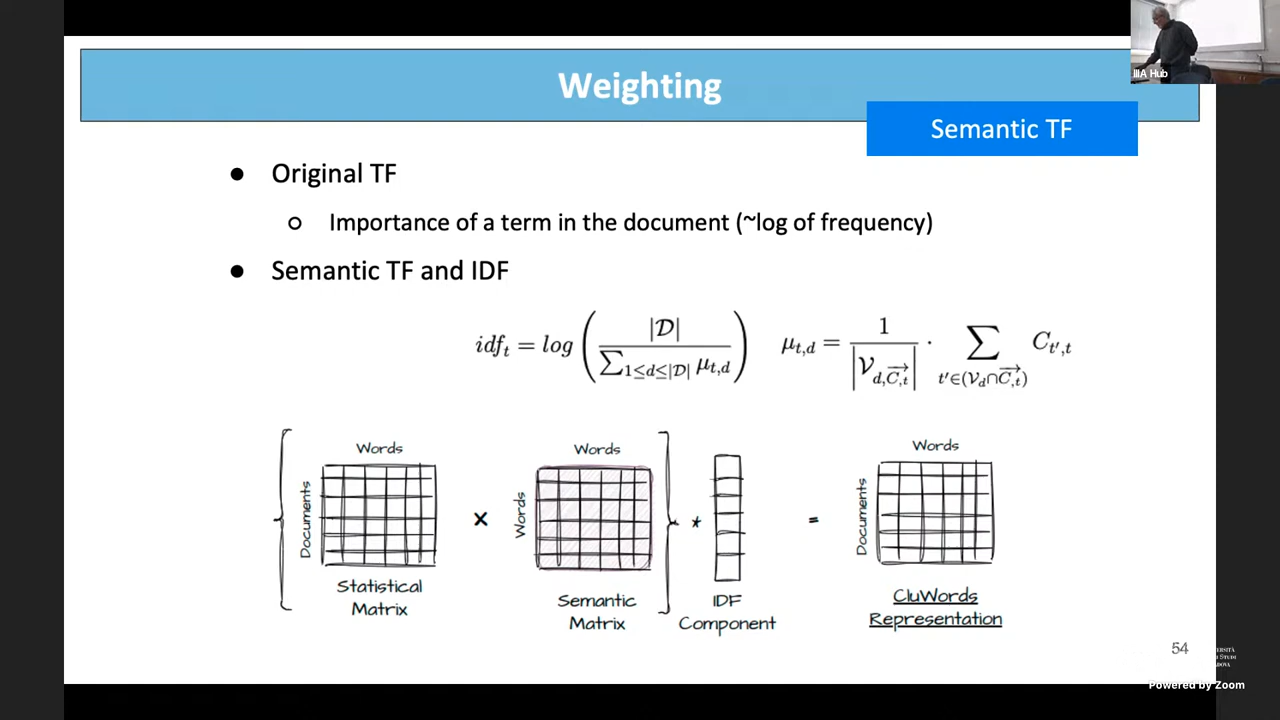 IIIA Hub
Weighting
Semantic TF
● Original TF
○ Importance of a term in the document (~log of frequency)
● Semantic TF and IDF
idf_t = log ( |𝒟| / ∑_{1≤d≤|𝒟|} μ_{t,d} )  μ_{t,d} = 1 / |𝒱_{d,\overrightarrow{C,t}}| · ∑_{t'∈(𝒱_d∩\overrightarrow{C,t})} C_{t',t}
Words
Documents
Statistical
Matrix
×
Words
Words
Semantic
Matrix
*
IDF
Component
=
Words
Documents
CluWords
Representation
54
Powered by Zoom